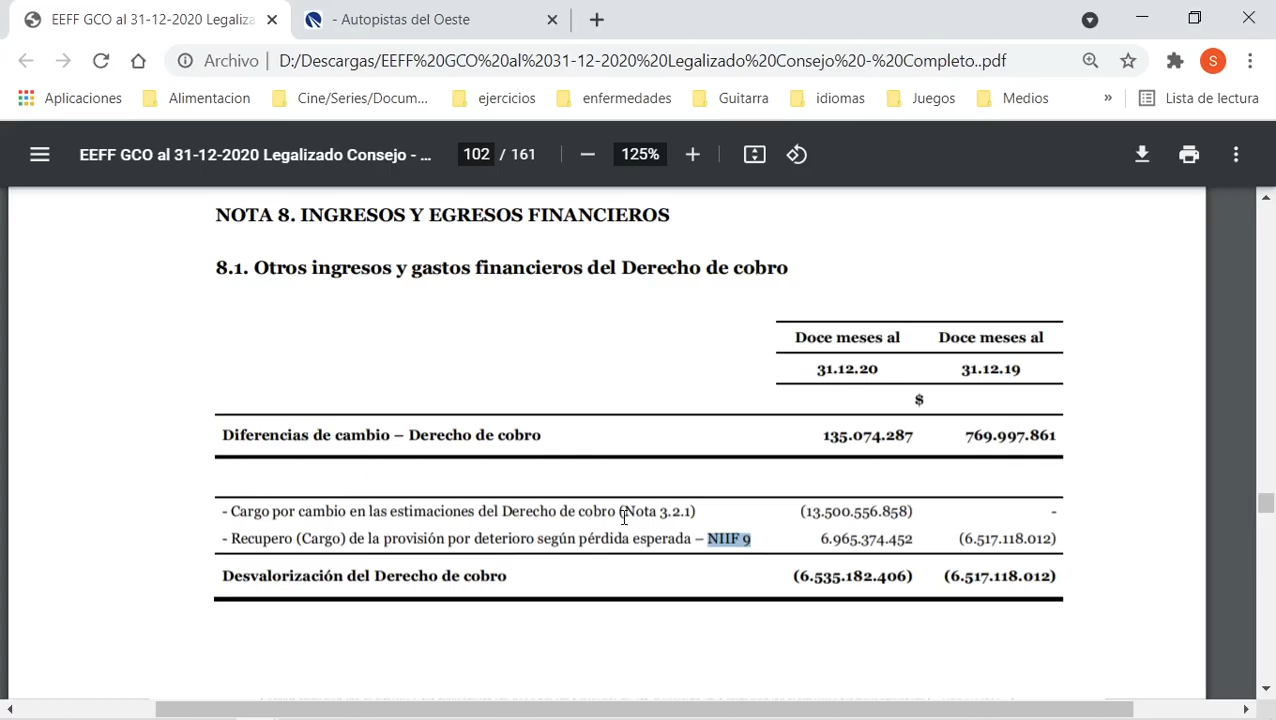 EEFF GCO al 31-12-2020 Legaliza
- Autopistas del Oeste
Archivo
D:/Descargas/EEFF%20GCO%20al%2031-12-2020%20Legalizado%20Consejo%20-%20Completo..pdf
S
Aplicaciones
Alimentacion
Cine/Series/Docum...
ejercicios
enfermedades
Guitarra
idiomas
Juegos
Medios
»
Lista de lectura
EEFF GCO al 31-12-2020 Legalizado Consejo - ...
102 / 161
125%
NOTA 8. INGRESOS Y EGRESOS FINANCIEROS
8.1. Otros ingresos y gastos financieros del Derecho de cobro
Doce meses al Doce meses al
31.12.20 31.12.19
$
Diferencias de cambio – Derecho de cobro 135.074.287 769.997.861
- Cargo por cambio en las estimaciones del Derecho de cobro (Nota 3.2.1) (13.500.556.858) -
- Recupero (Cargo) de la provisión por deterioro según pérdida esperada – NIIF 9 6.965.374.452 (6.517.118.012)
Desvalorización del Derecho de cobro (6.535.182.406) (6.517.118.012)